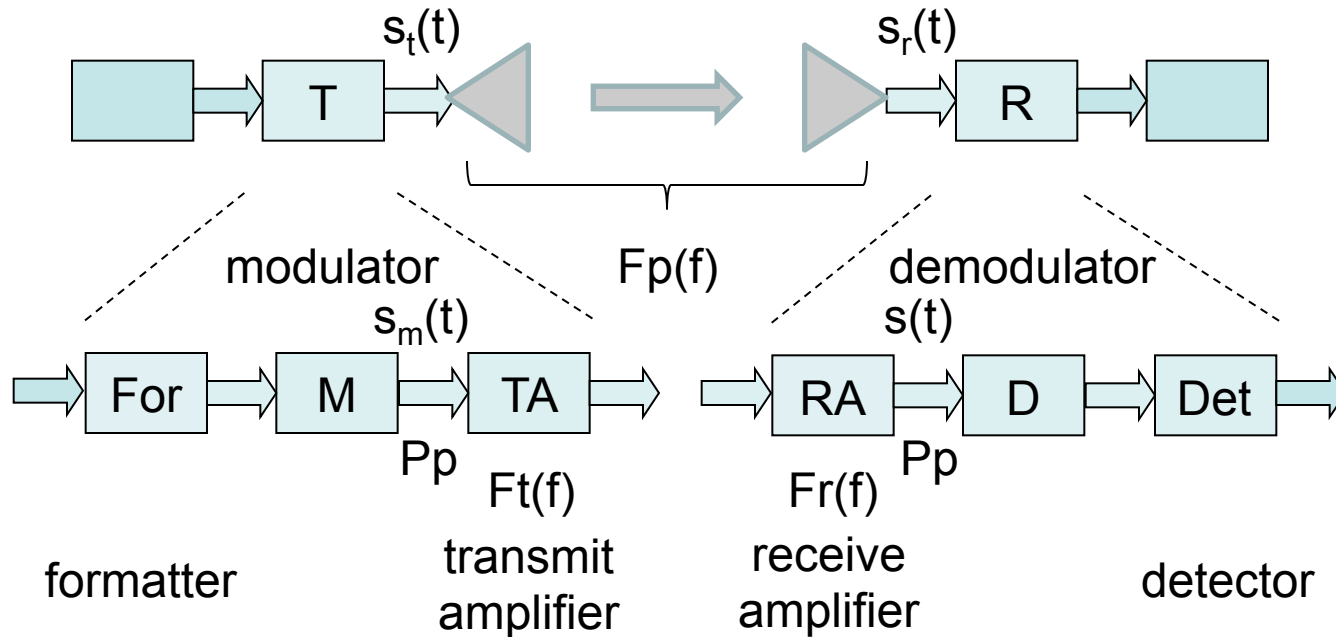 s_t(t)
s_r(t)
T
R
modulator
Fp(f)
demodulator
s_m(t)
s(t)
For
M
TA
RA
D
Det
Pp
Pp
Ft(f)
Fr(f)
formatter
transmit
amplifier
receive
amplifier
detector